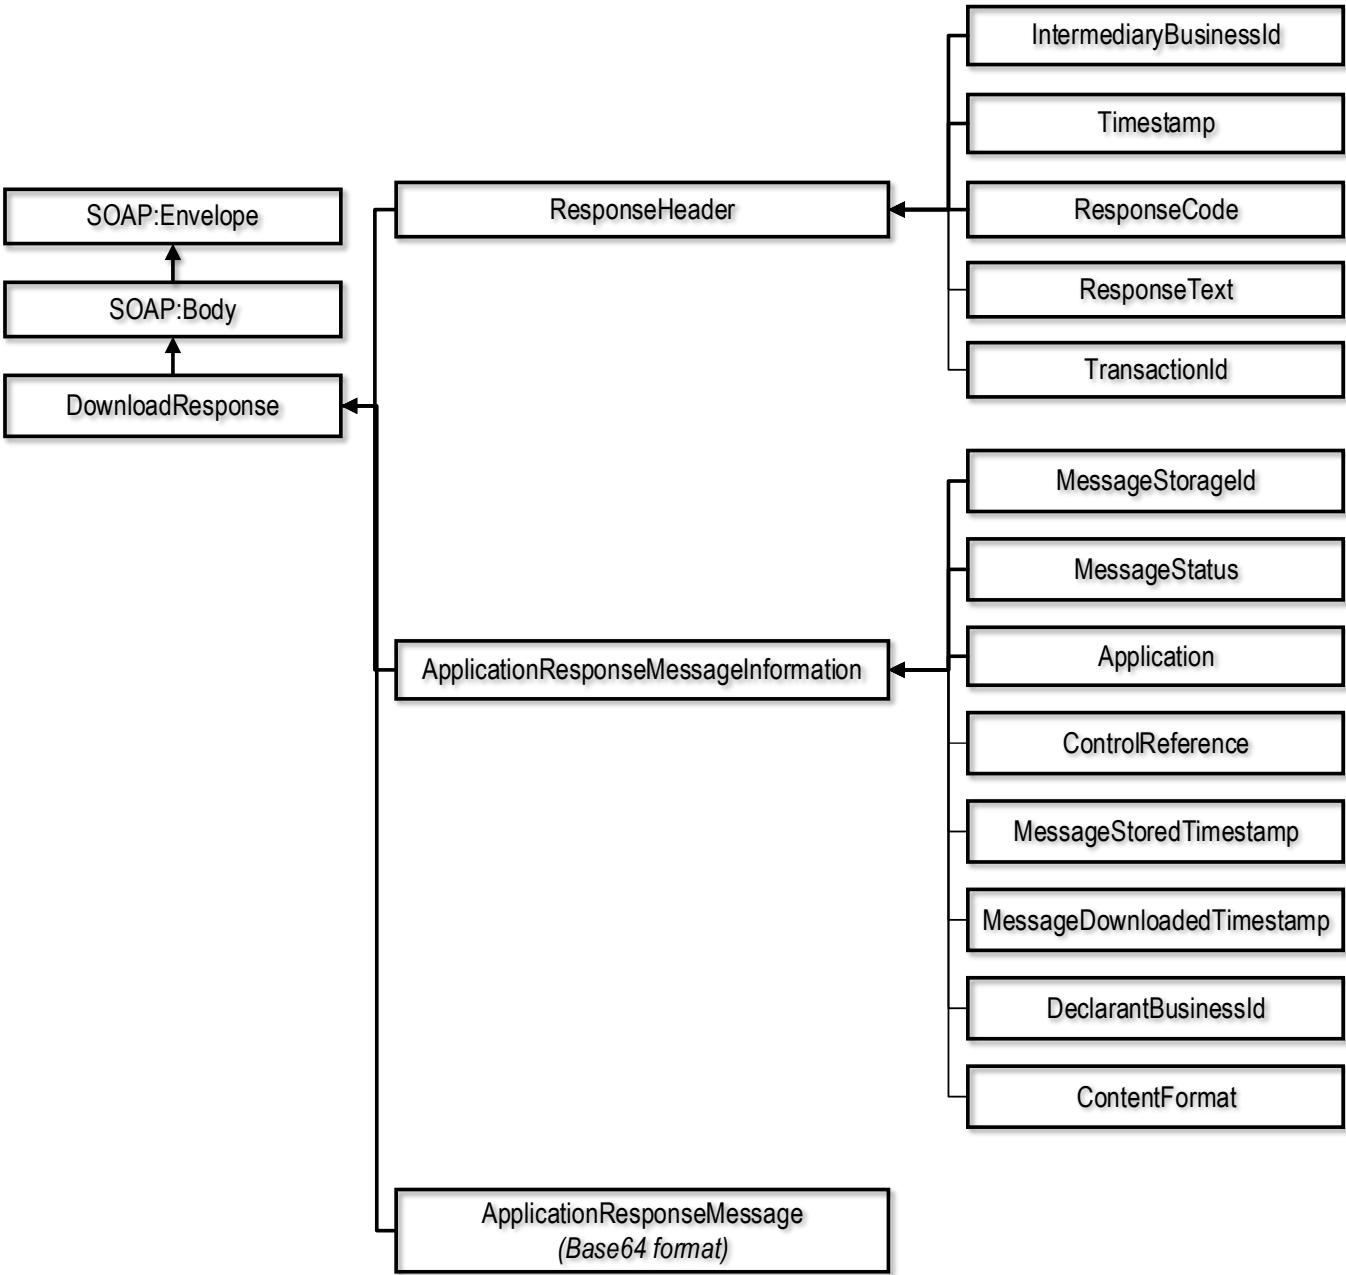 SOAP:Envelope
SOAP:Body
DownloadResponse
ResponseHeader
IntermediaryBusinessId
Timestamp
ResponseCode
ResponseText
TransactionId
ApplicationResponseMessageInformation
MessageStorageId
MessageStatus
Application
ControlReference
MessageStoredTimestamp
MessageDownloadedTimestamp
DeclarantBusinessId
ContentFormat
ApplicationResponseMessage
(Base64 format)